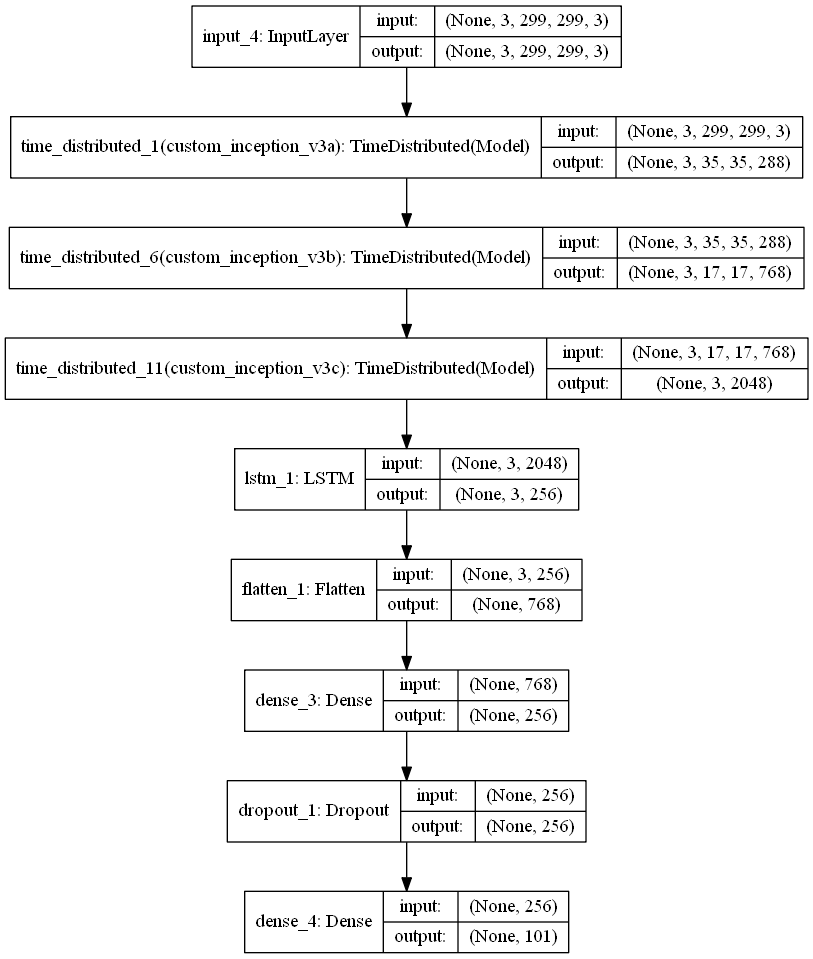 input_4: InputLayer
input: (None, 3, 299, 299, 3)
output: (None, 3, 299, 299, 3)
time_distributed_1(custom_inception_v3a): TimeDistributed(Model)
input: (None, 3, 299, 299, 3)
output: (None, 3, 35, 35, 288)
time_distributed_6(custom_inception_v3b): TimeDistributed(Model)
input: (None, 3, 35, 35, 288)
output: (None, 3, 17, 17, 768)
time_distributed_11(custom_inception_v3c): TimeDistributed(Model)
input: (None, 3, 17, 17, 768)
output: (None, 3, 2048)
lstm_1: LSTM
input: (None, 3, 2048)
output: (None, 3, 256)
flatten_1: Flatten
input: (None, 3, 256)
output: (None, 768)
dense_3: Dense
input: (None, 768)
output: (None, 256)
dropout_1: Dropout
input: (None, 256)
output: (None, 256)
dense_4: Dense
input: (None, 256)
output: (None, 101)